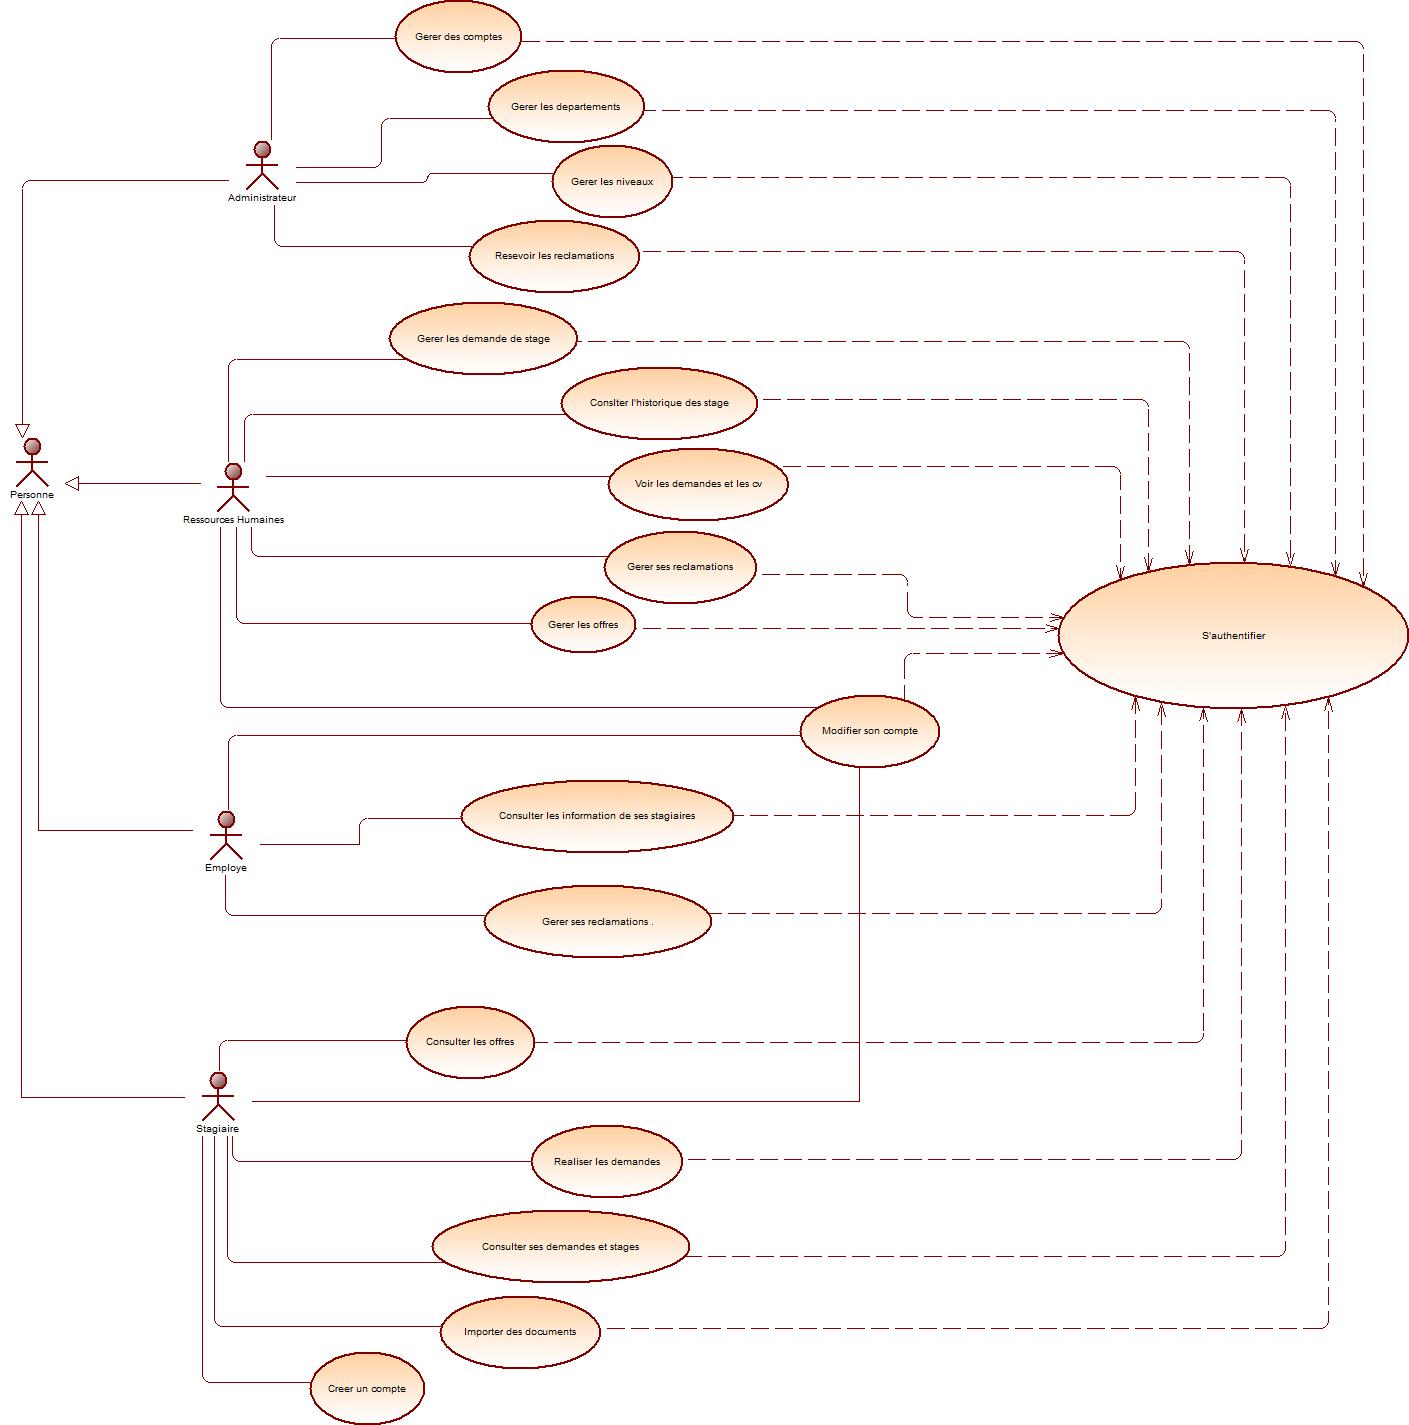 Gerer des comptes
Gerer les departements
Administrateur
Gerer les niveaux
Resevoir les reclamations
Gerer les demande de stage
Conslter l'historique des stage
Personne
Ressources Humaines
Voir les demandes et les cv
Gerer ses reclamations
Gerer les offres
S'authentifier
Modifier son compte
Employe
Consulter les information de ses stagiaires
Gerer ses reclamations .
Consulter les offres
Stagiaire
Realiser les demandes
Consulter ses demandes et stages
Importer des documents
Creer un compte